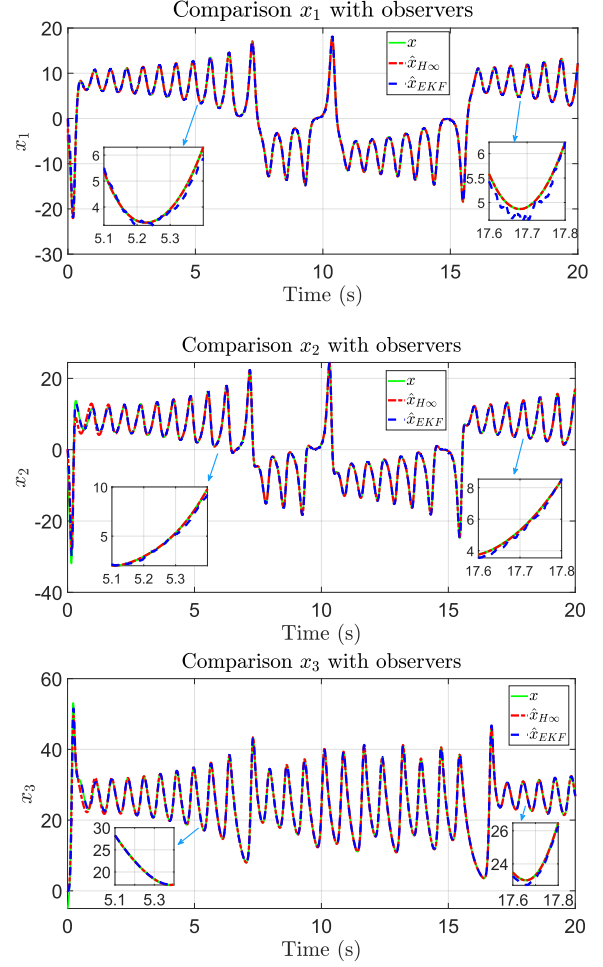 Comparison x₁ with observers
20
10
0
-10
-20
-30
x₁
x
x̂_{H∞}
x̂_{EKF}
6
5
4
5.1 5.2 5.3
6
5.5
5
17.6 17.7 17.8
0 5 10 15 20
Time (s)
Comparison x₂ with observers
20
0
-20
-40
x₂
x
x̂_{H∞}
x̂_{EKF}
10
5
5.1 5.2 5.3
8
6
4
17.6 17.7 17.8
0 5 10 15 20
Time (s)
Comparison x₃ with observers
60
40
20
0
x₃
x
x̂_{H∞}
x̂_{EKF}
30
25
20
5.1 5.3
26
24
17.6 17.8
0 5 10 15 20
Time (s)